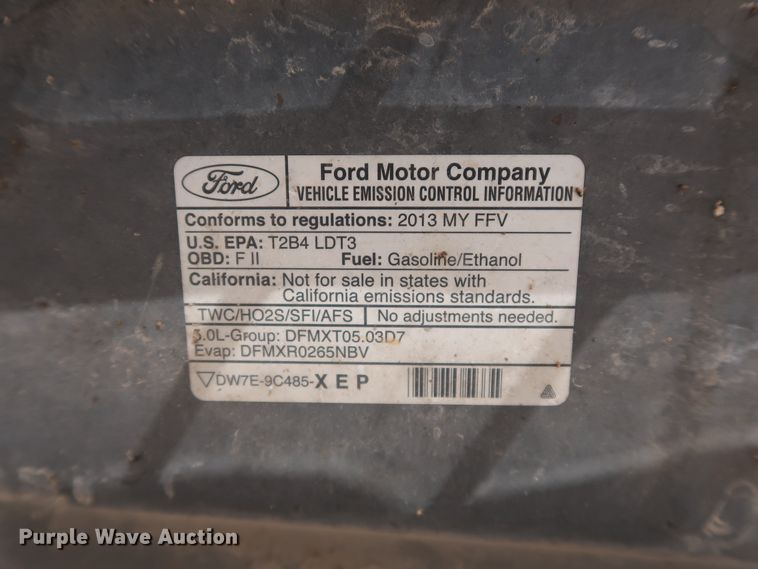 Ford
Ford Motor Company
VEHICLE EMISSION CONTROL INFORMATION
Conforms to regulations: 2013 MY FFV
U.S. EPA: T2B4 LDT3
OBD: F II Fuel: Gasoline/Ethanol
California: Not for sale in states with
California emissions standards.
TWC/HO2S/SFI/AFS No adjustments needed.
5.0L-Group: DFMXT05.03D7
Evap: DFMXR0265NBV
DW7E-9C485-XEP
Purple Wave Auction